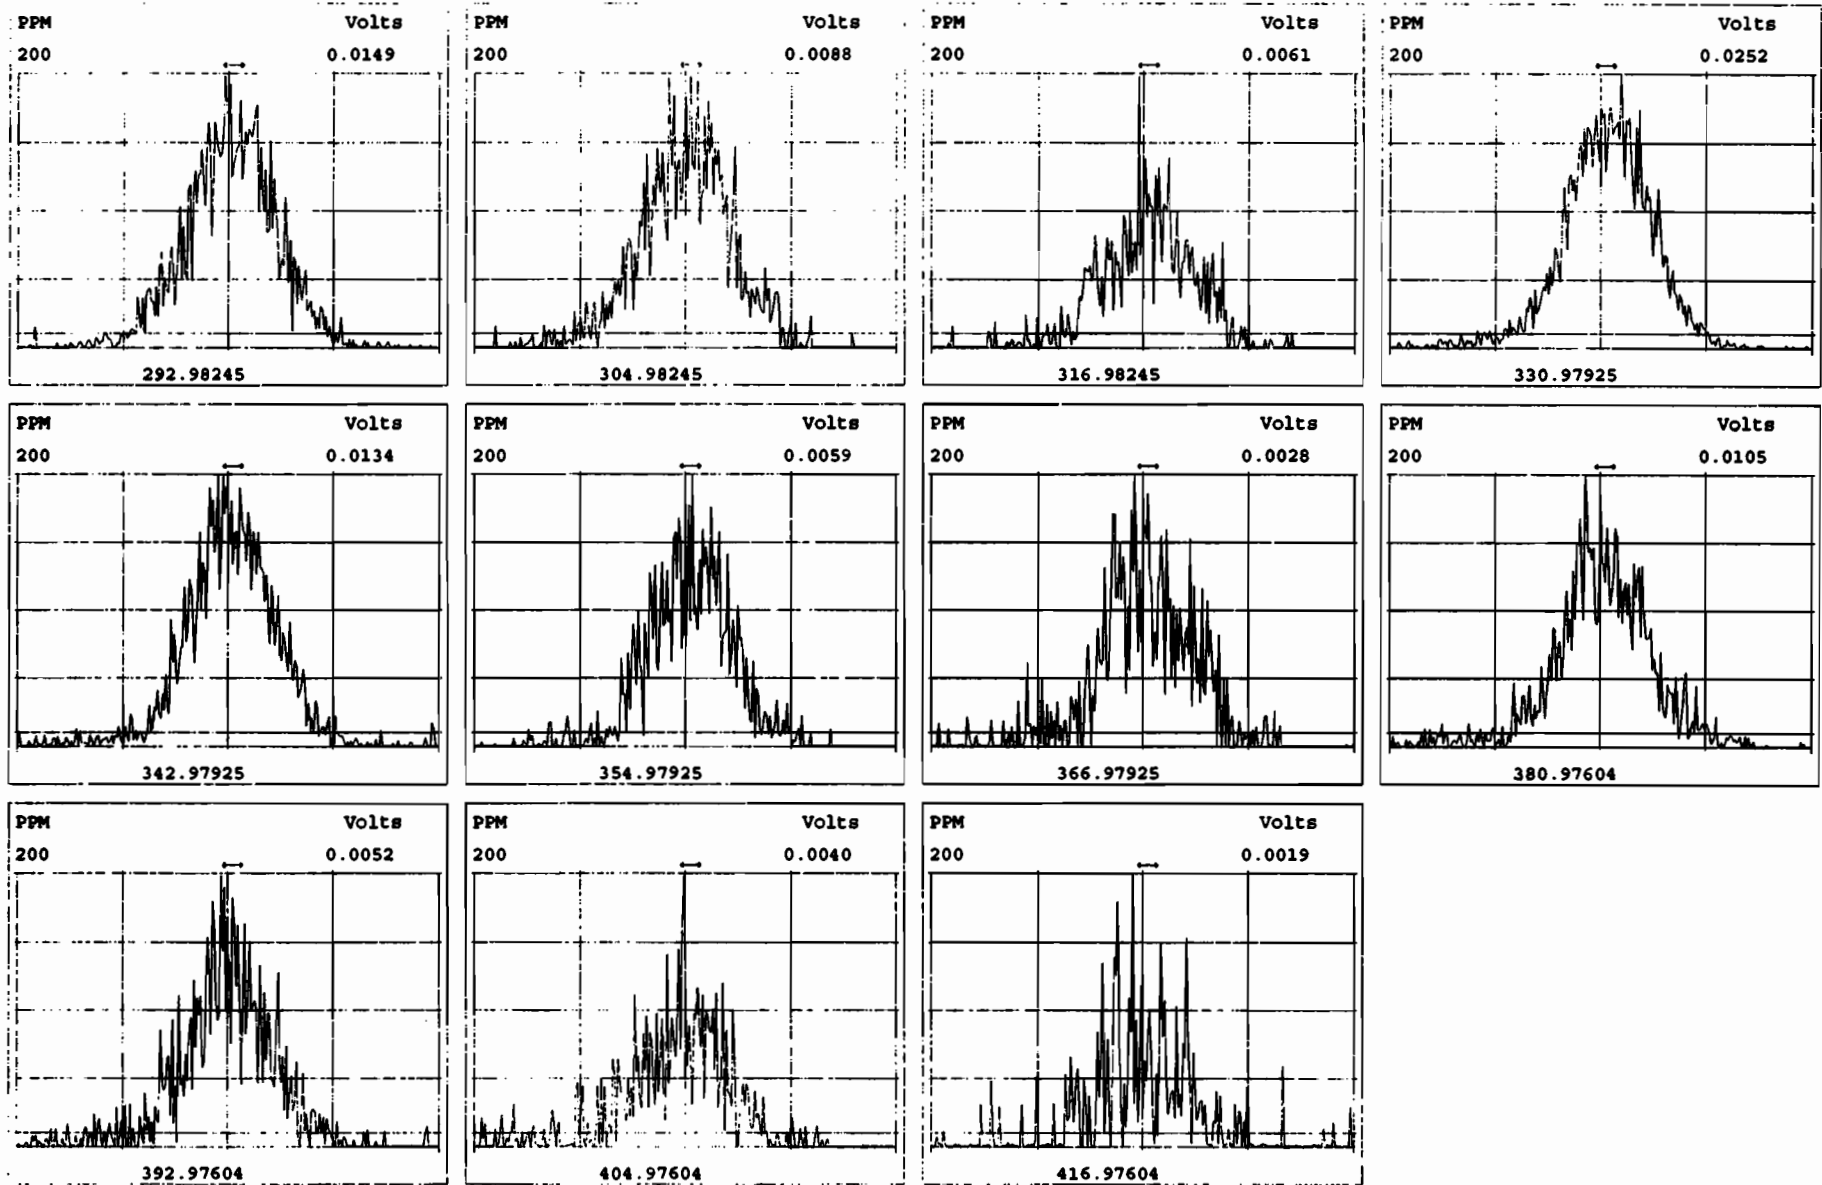 PPM Volts
200 0.0149
292.98245
PPM Volts
200 0.0088
304.98245
PPM Volts
200 0.0061
316.98245
PPM Volts
200 0.0252
330.97925
PPM Volts
200 0.0134
342.97925
PPM Volts
200 0.0059
354.97925
PPM Volts
200 0.0028
366.97925
PPM Volts
200 0.0105
380.97604
PPM Volts
200 0.0052
392.97604
PPM Volts
200 0.0040
404.97604
PPM Volts
200 0.0019
416.97604